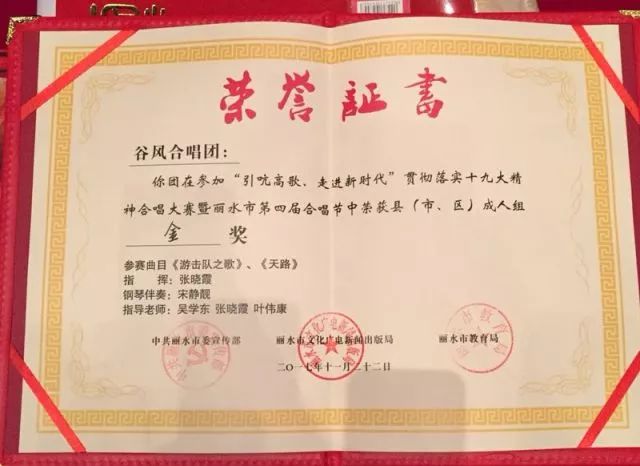 荣誉証書
谷风合唱团：
你团在参加“引吭高歌、走进新时代”贯彻落实十九大精
神合唱大赛暨丽水市第四届合唱节中荣获县（市、区）成人组
金 奖
参赛曲目《游击队之歌》、《天路》
指 挥：张晓霞
钢琴伴奏：宋静靓
指导老师：吴学东 张晓霞 叶伟康
中共丽水市委宣传部 丽水市文化广电新闻出版局 丽水市教育局
二〇一七年十一月二十二日